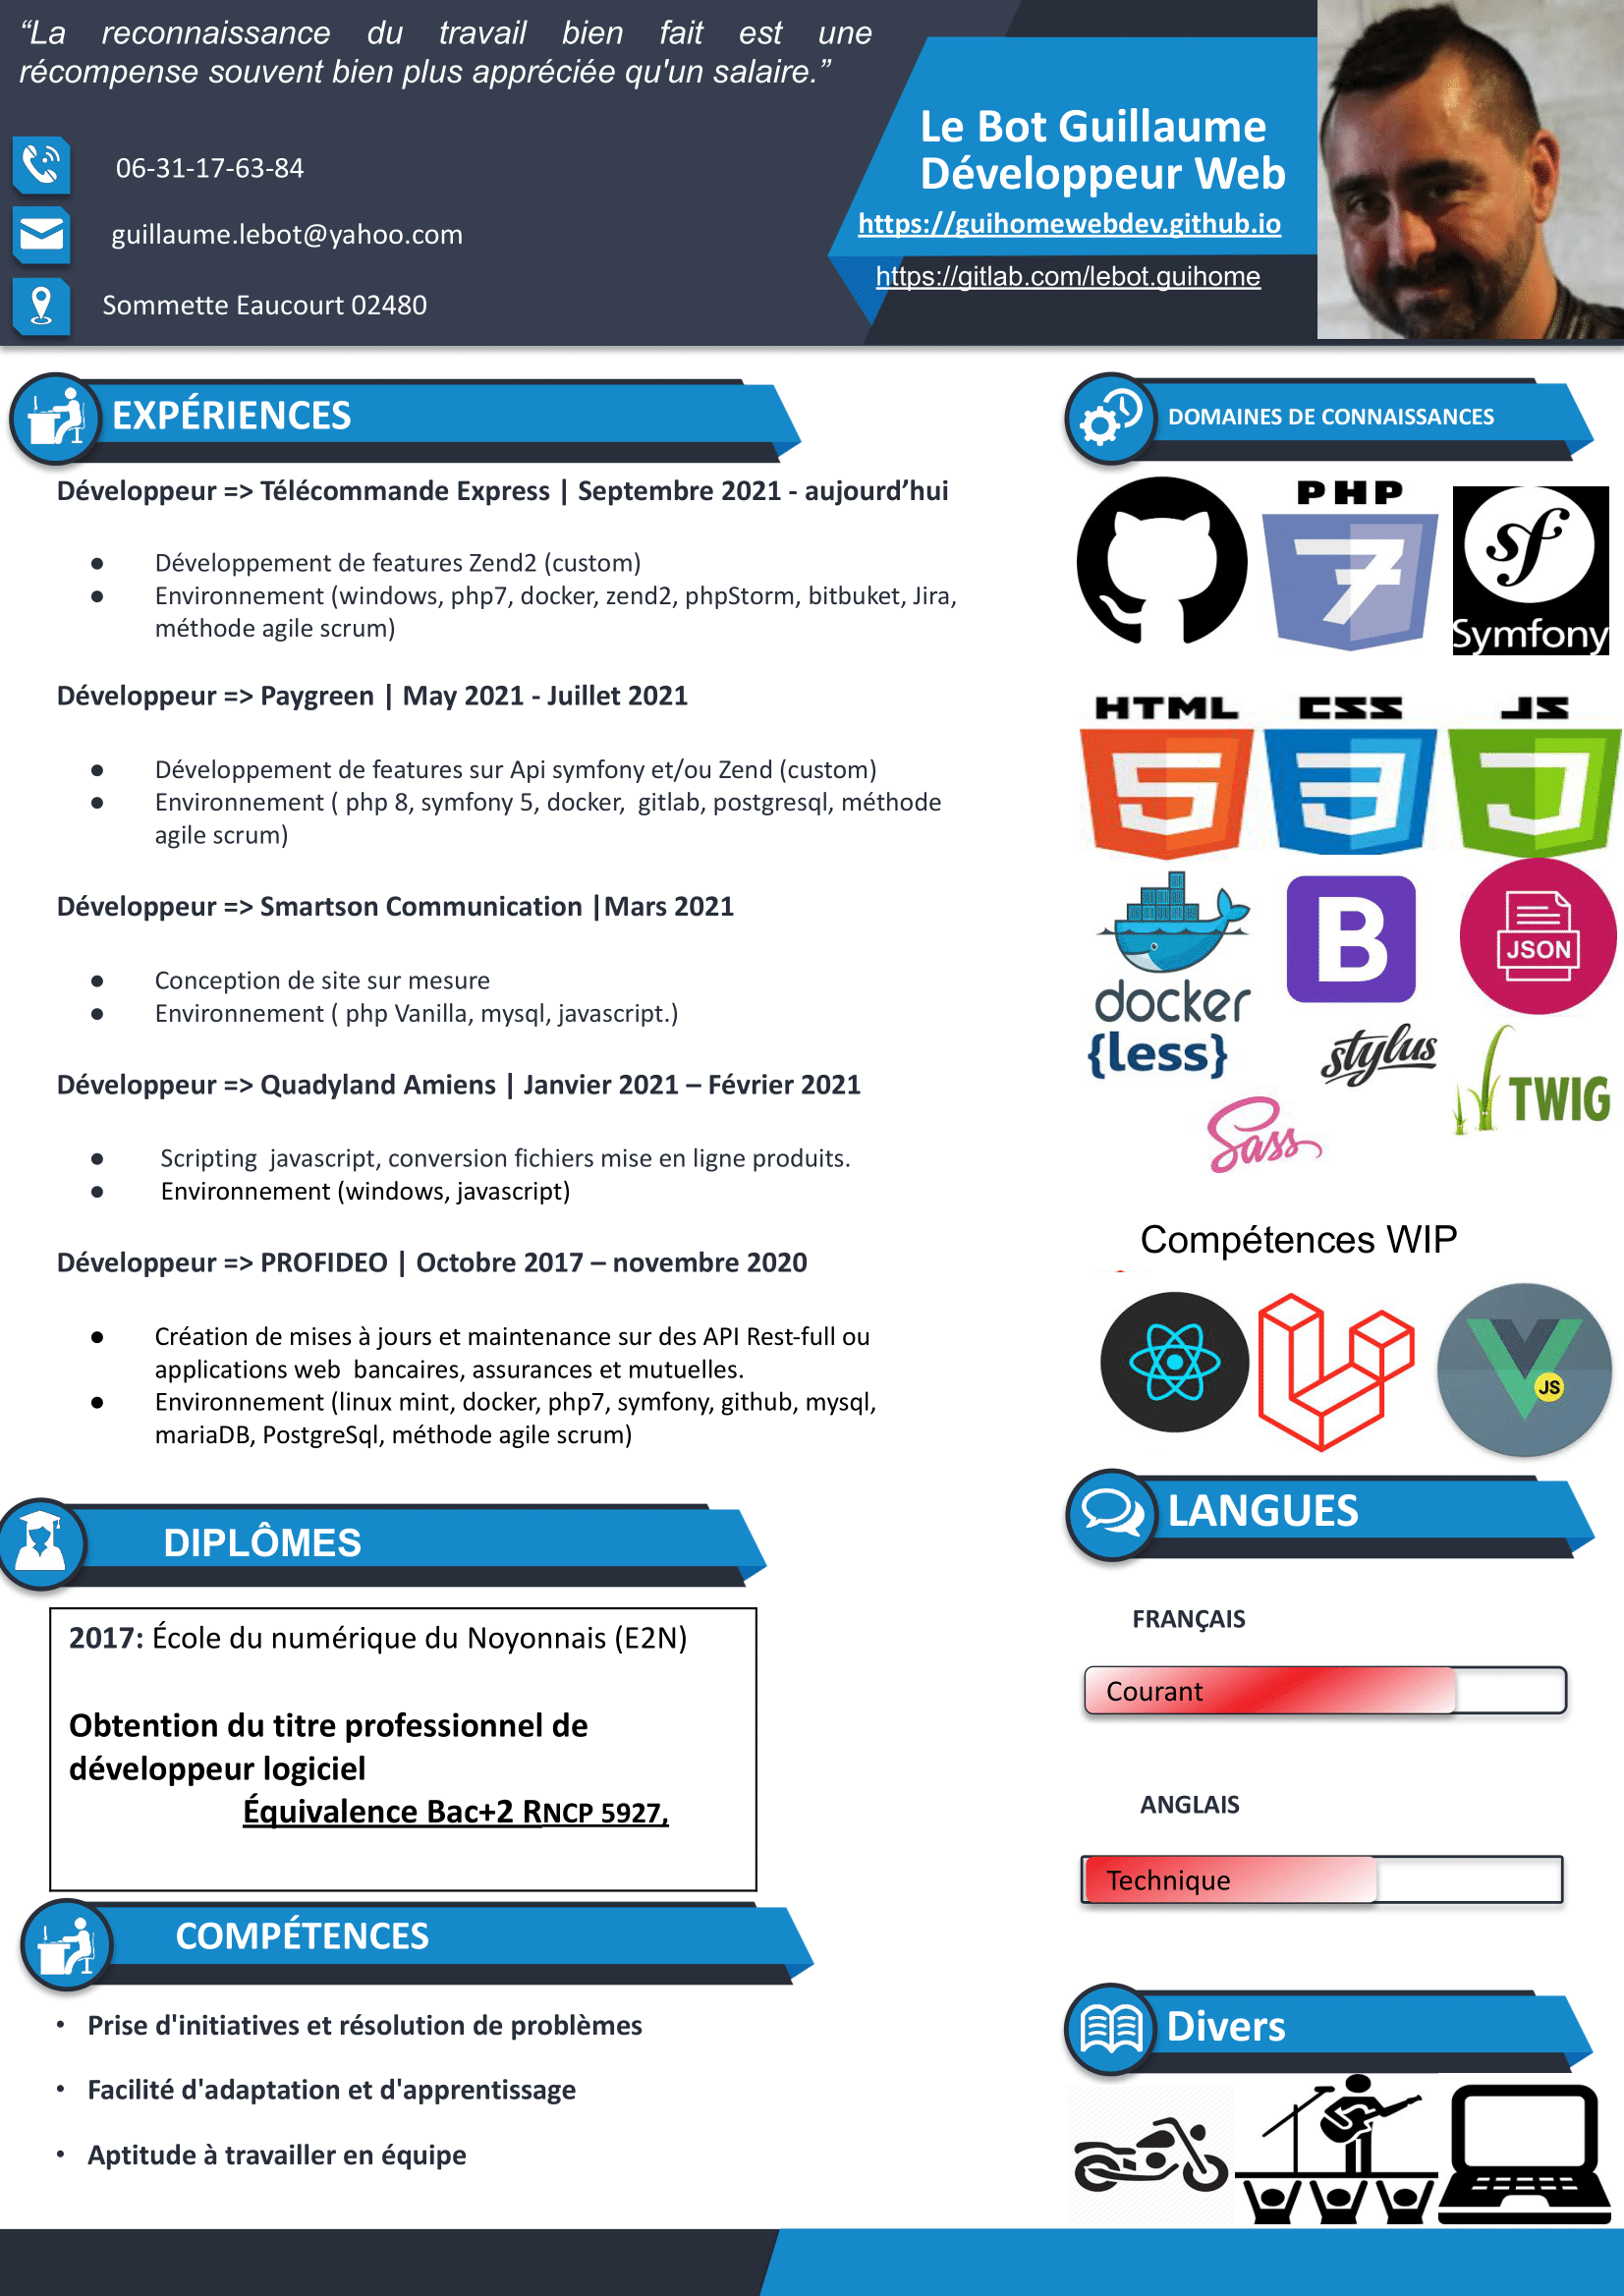 “La reconnaissance du travail bien fait est une
récompense souvent bien plus appréciée qu'un salaire.”
06-31-17-63-84
guillaume.lebot@yahoo.com
Sommette Eaucourt 02480
Le Bot Guillaume
Développeur Web
https://guihomewebdev.github.io
https://gitlab.com/lebot.guihome
EXPÉRIENCES
Développeur => Télécommande Express | Septembre 2021 - aujourd’hui
● Développement de features Zend2 (custom)
● Environnement (windows, php7, docker, zend2, phpStorm, bitbuket, Jira,
méthode agile scrum)
Développeur => Paygreen | May 2021 - Juillet 2021
● Développement de features sur Api symfony et/ou Zend (custom)
● Environnement ( php 8, symfony 5, docker, gitlab, postgresql, méthode
agile scrum)
Développeur => Smartson Communication |Mars 2021
● Conception de site sur mesure
● Environnement ( php Vanilla, mysql, javascript.)
Développeur => Quadyland Amiens | Janvier 2021 – Février 2021
● Scripting javascript, conversion fichiers mise en ligne produits.
● Environnement (windows, javascript)
Développeur => PROFIDEO | Octobre 2017 – novembre 2020
● Création de mises à jours et maintenance sur des API Rest-full ou
applications web bancaires, assurances et mutuelles.
● Environnement (linux mint, docker, php7, symfony, github, mysql,
mariaDB, PostgreSql, méthode agile scrum)
DIPLÔMES
2017: École du numérique du Noyonnais (E2N)
Obtention du titre professionnel de
développeur logiciel
Équivalence Bac+2 RNCP 5927,
COMPÉTENCES
• Prise d'initiatives et résolution de problèmes
• Facilité d'adaptation et d'apprentissage
• Aptitude à travailler en équipe
DOMAINES DE CONNAISSANCES
PHP
7
sf
Symfony
HTML
5
CSS
3
JS
J
docker
B
JSON
{less}
stylus
TWIG
Sass
Compétences WIP
JS
LANGUES
FRANÇAIS
Courant
ANGLAIS
Technique
Divers